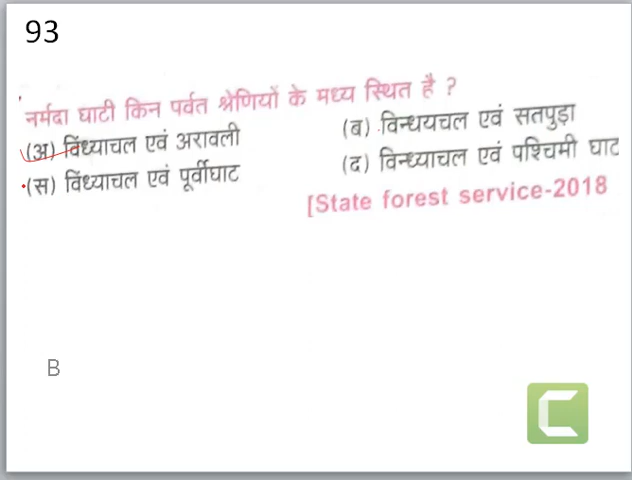 93
नर्मदा घाटी किन पर्वत श्रेणियों के मध्य स्थित है ?
(अ) विंध्याचल एवं अरावली (ब) विन्धयचल एवं सतपुड़ा
(स) विंध्याचल एवं पूर्वीघाट (द) विन्ध्याचल एवं पश्चिमी घाट
[State forest service-2018
B